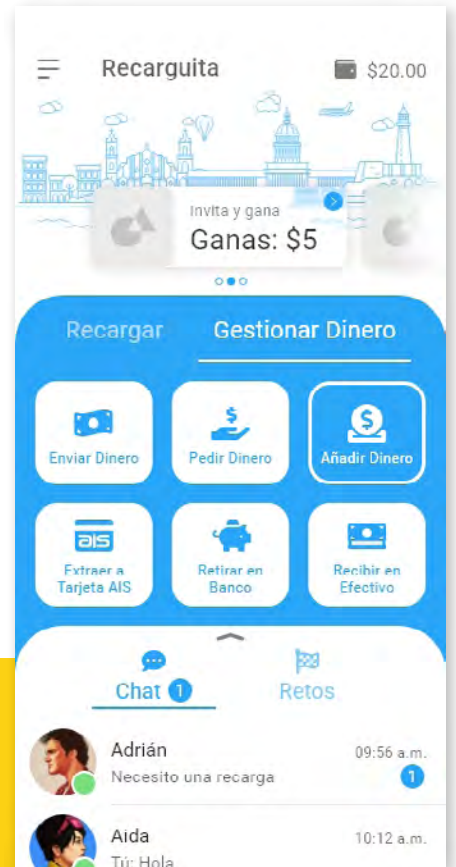 Recarguita
$20.00
Invita y gana
Ganas: $5
Recargar
Gestionar Dinero
Enviar Dinero
Pedir Dinero
Añadir Dinero
ais
Extraer a
Tarjeta AIS
Retirar en
Banco
Recibir en
Efectivo
Chat 1
Retos
Adrián
09:56 a.m.
Necesito una recarga
1
Aida
10:12 a.m.
Tú: Hola